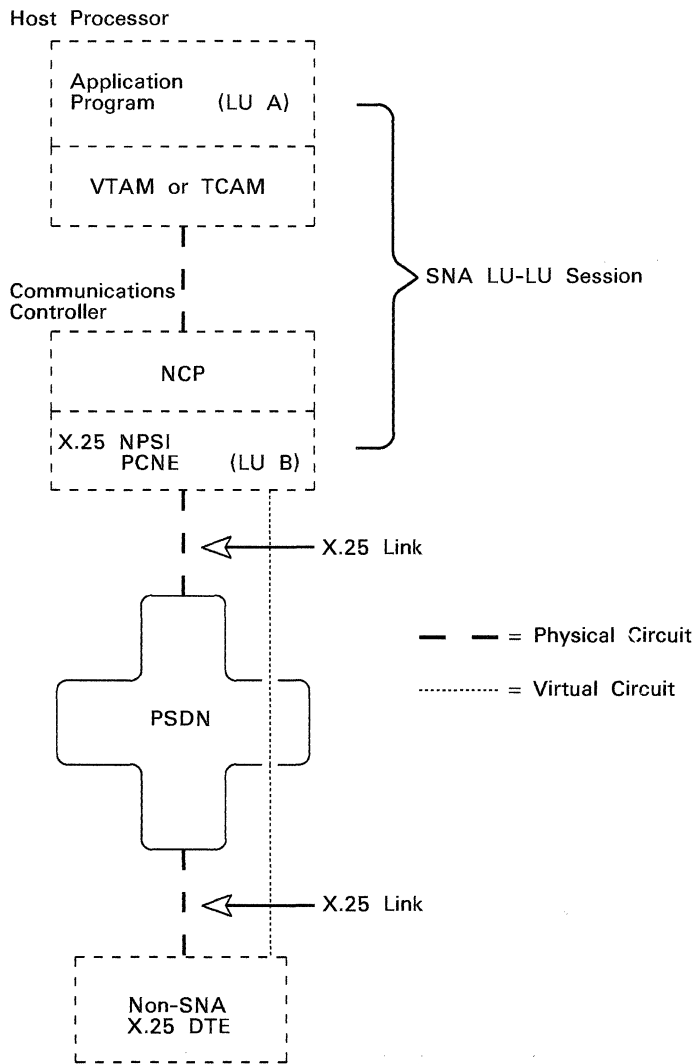 Host Processor
Application
Program (LU A)
VTAM or TCAM
SNA LU-LU Session
Communications
Controller
NCP
X.25 NPSI
PCNE (LU B)
X.25 Link
= Physical Circuit
= Virtual Circuit
PSDN
X.25 Link
Non-SNA
X.25 DTE